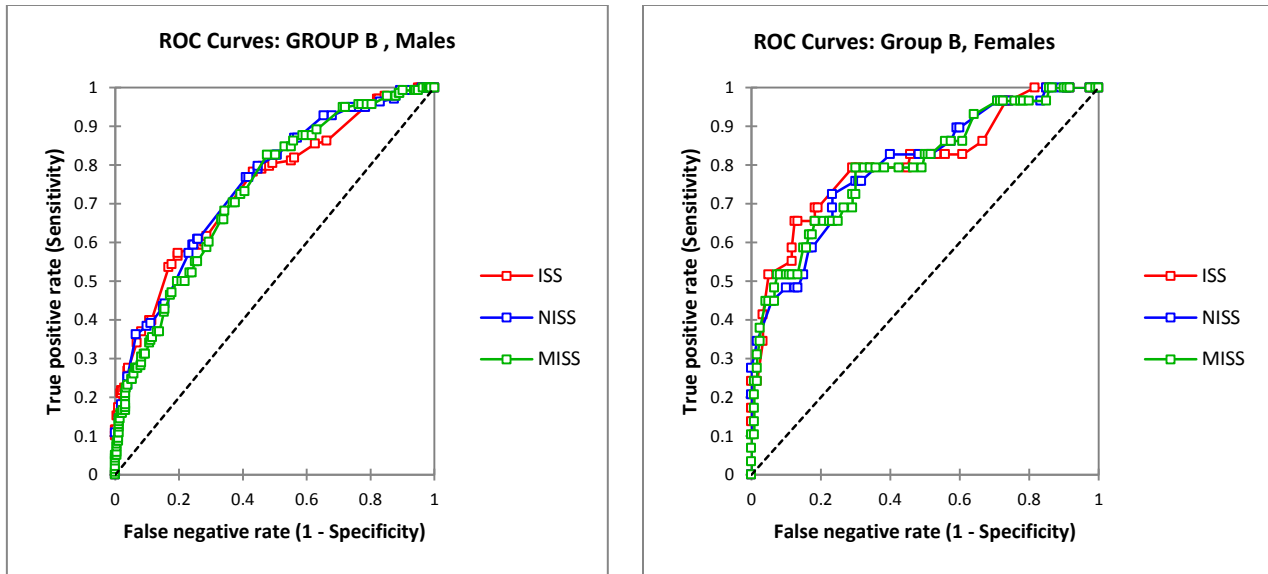 ROC Curves: GROUP B , Males
True positive rate (Sensitivity)
1
0.9
0.8
0.7
0.6
0.5
0.4
0.3
0.2
0.1
0
0 0.2 0.4 0.6 0.8 1
False negative rate (1 - Specificity)
ISS
NISS
MISS
ROC Curves: Group B, Females
True positive rate (Sensitivity)
1
0.9
0.8
0.7
0.6
0.5
0.4
0.3
0.2
0.1
0
0 0.2 0.4 0.6 0.8 1
False negative rate (1 - Specificity)
ISS
NISS
MISS